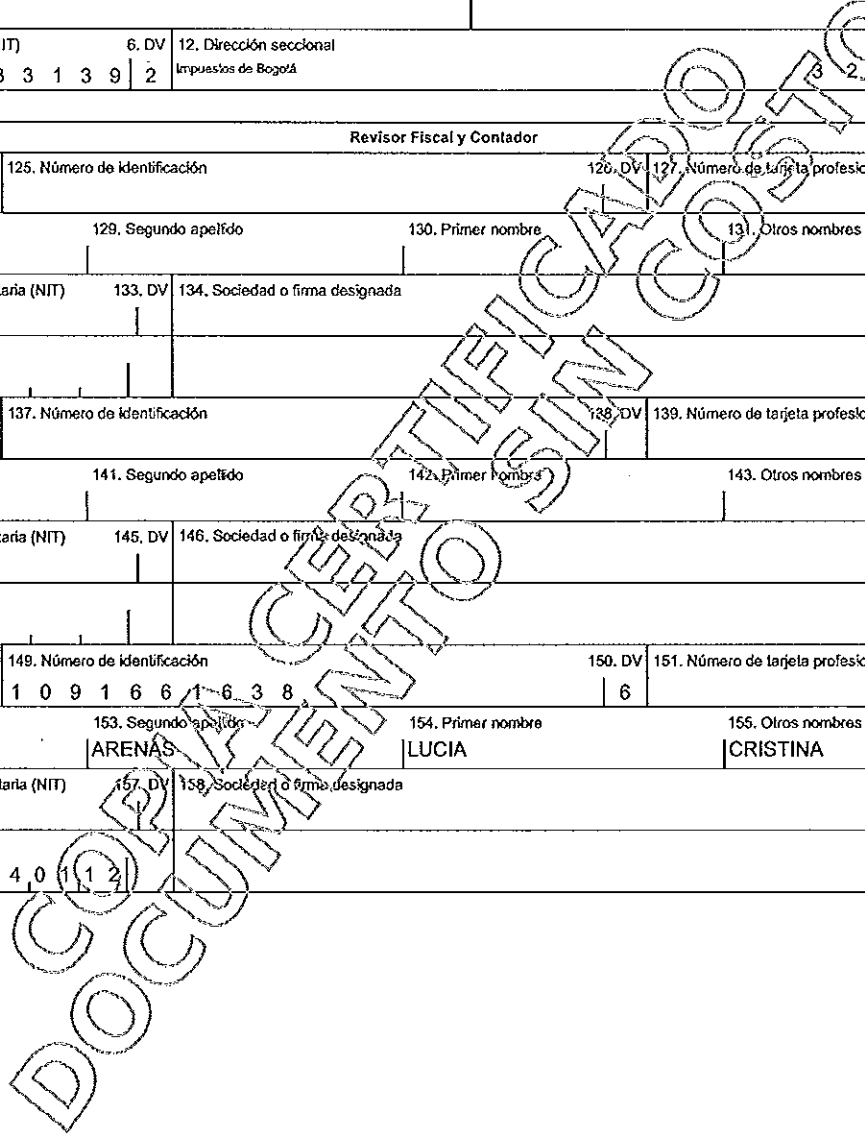 IT) 6. DV 12. Dirección seccional
3 3 1 3 9 2 Impuestos de Bogotá 3 2
Revisor Fiscal y Contador
125. Número de identificación 126. DV 127. Número de tarjeta profesio
129. Segundo apellido 130. Primer nombre 131. Otros nombres
aria (NIT) 133. DV 134. Sociedad o firma designada
137. Número de identificación 138. DV 139. Número de tarjeta profesio
141. Segundo apellido 142. Primer nombre 143. Otros nombres
taria (NIT) 145. DV 146. Sociedad o firma designada
149. Número de identificación 150. DV 151. Número de tarjeta profesio
1 0 9 1 6 6 1 6 3 8 6
153. Segundo apellido 154. Primer nombre 155. Otros nombres
ARENAS LUCIA CRISTINA
taria (NIT) 157. DV 158. Sociedad o firma designada
4 0 1 1 2
COPIA CERTIFICADO
DOCUMENTO SIN COSTO